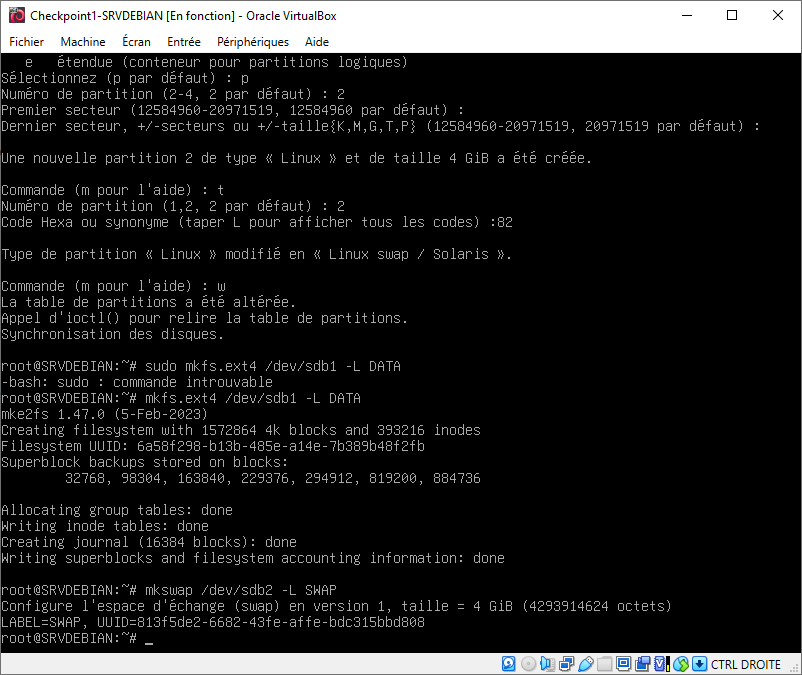 Checkpoint1-SRVDEBIAN [En fonction] - Oracle VirtualBox
Fichier Machine Écran Entrée Périphériques Aide
e étendue (conteneur pour partitions logiques)
Sélectionnez (p par défaut) : p
Numéro de partition (2-4, 2 par défaut) : 2
Premier secteur (12584960-20971519, 12584960 par défaut) :
Dernier secteur, +/-secteurs ou +/-taille{K,M,G,T,P} (12584960-20971519, 20971519 par défaut) :
Une nouvelle partition 2 de type « Linux » et de taille 4 GiB a été créée.
Commande (m pour l'aide) : t
Numéro de partition (1,2, 2 par défaut) : 2
Code Hexa ou synonyme (taper L pour afficher tous les codes) :82
Type de partition « Linux » modifié en « Linux swap / Solaris ».
Commande (m pour l'aide) : w
La table de partitions a été altérée.
Appel d'ioctl() pour relire la table de partitions.
Synchronisation des disques.
root@SRVDEBIAN:~# sudo mkfs.ext4 /dev/sdb1 -L DATA
-bash: sudo : commande introuvable
root@SRVDEBIAN:~# mkfs.ext4 /dev/sdb1 -L DATA
mke2fs 1.47.0 (5-Feb-2023)
Creating filesystem with 1572864 4k blocks and 393216 inodes
Filesystem UUID: 6a58f298-b13b-485e-a14e-7b389b48f2fb
Superblock backups stored on blocks:
32768, 98304, 163840, 229376, 294912, 819200, 884736
Allocating group tables: done
Writing inode tables: done
Creating journal (16384 blocks): done
Writing superblocks and filesystem accounting information: done
root@SRVDEBIAN:~# mkswap /dev/sdb2 -L SWAP
Configure l'espace d'échange (swap) en version 1, taille = 4 GiB (4293914624 octets)
LABEL=SWAP, UUID=813f5de2-6682-43fe-affe-bdc315bbd808
root@SRVDEBIAN:~# _
CTRL DROITE